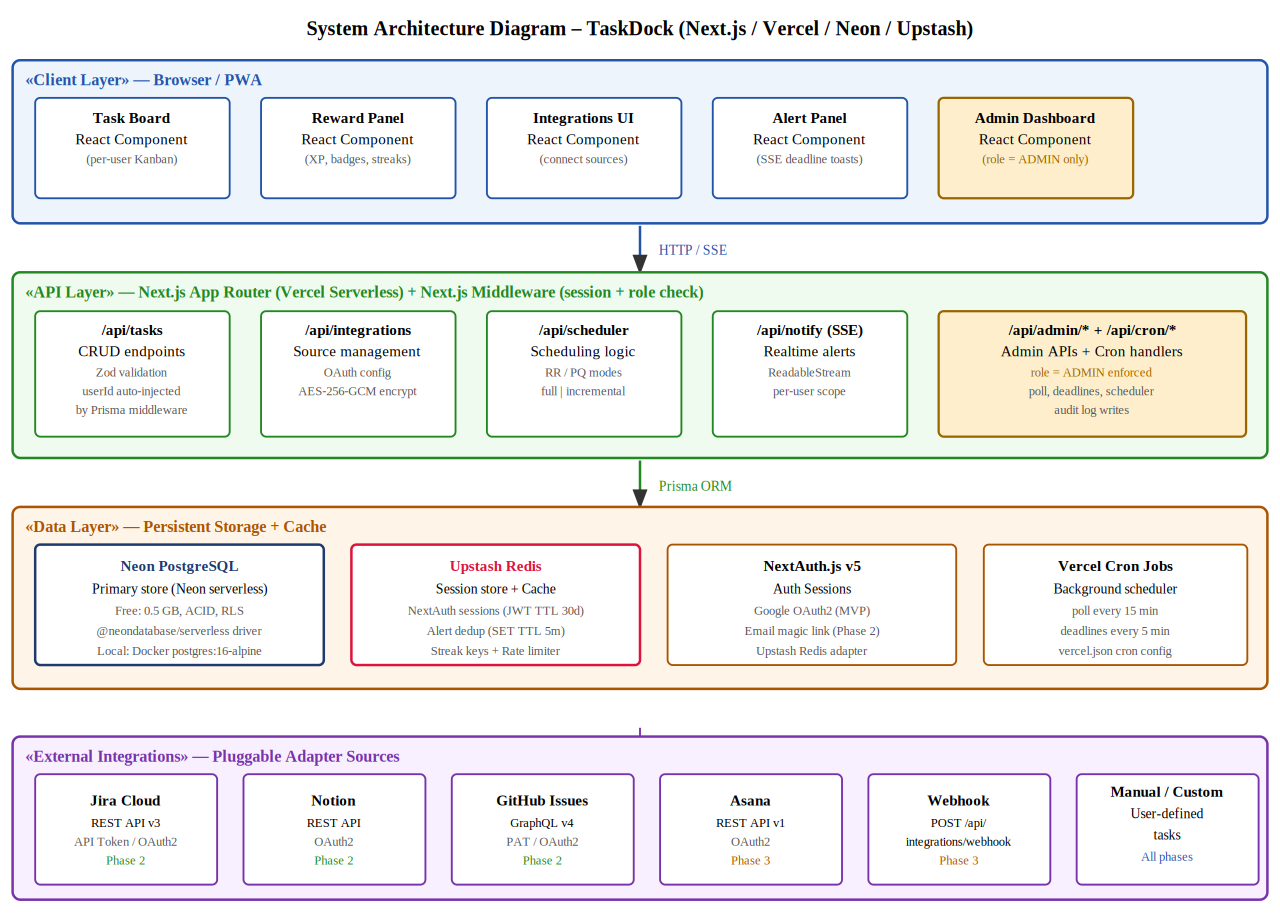 System Architecture Diagram – TaskDock (Next.js / Vercel / Neon / Upstash)
«Client Layer» — Browser / PWA
Task Board
React Component
(per-user Kanban)
Reward Panel
React Component
(XP, badges, streaks)
Integrations UI
React Component
(connect sources)
Alert Panel
React Component
(SSE deadline toasts)
Admin Dashboard
React Component
(role = ADMIN only)
HTTP / SSE
«API Layer» — Next.js App Router (Vercel Serverless) + Next.js Middleware (session + role check)
/api/tasks
CRUD endpoints
Zod validation
userId auto-injected
by Prisma middleware
/api/integrations
Source management
OAuth config
AES-256-GCM encrypt
/api/scheduler
Scheduling logic
RR / PQ modes
full | incremental
/api/notify (SSE)
Realtime alerts
ReadableStream
per-user scope
/api/admin/* + /api/cron/*
Admin APIs + Cron handlers
role = ADMIN enforced
poll, deadlines, scheduler
audit log writes
Prisma ORM
«Data Layer» — Persistent Storage + Cache
Neon PostgreSQL
Primary store (Neon serverless)
Free: 0.5 GB, ACID, RLS
@neondatabase/serverless driver
Local: Docker postgres:16-alpine
Upstash Redis
Session store + Cache
NextAuth sessions (JWT TTL 30d)
Alert dedup (SET TTL 5m)
Streak keys + Rate limiter
NextAuth.js v5
Auth Sessions
Google OAuth2 (MVP)
Email magic link (Phase 2)
Upstash Redis adapter
Vercel Cron Jobs
Background scheduler
poll every 15 min
deadlines every 5 min
vercel.json cron config
«External Integrations» — Pluggable Adapter Sources
Jira Cloud
REST API v3
API Token / OAuth2
Phase 2
Notion
REST API
OAuth2
Phase 2
GitHub Issues
GraphQL v4
PAT / OAuth2
Phase 2
Asana
REST API v1
OAuth2
Phase 3
Webhook
POST /api/
integrations/webhook
Phase 3
Manual / Custom
User-defined
tasks
All phases